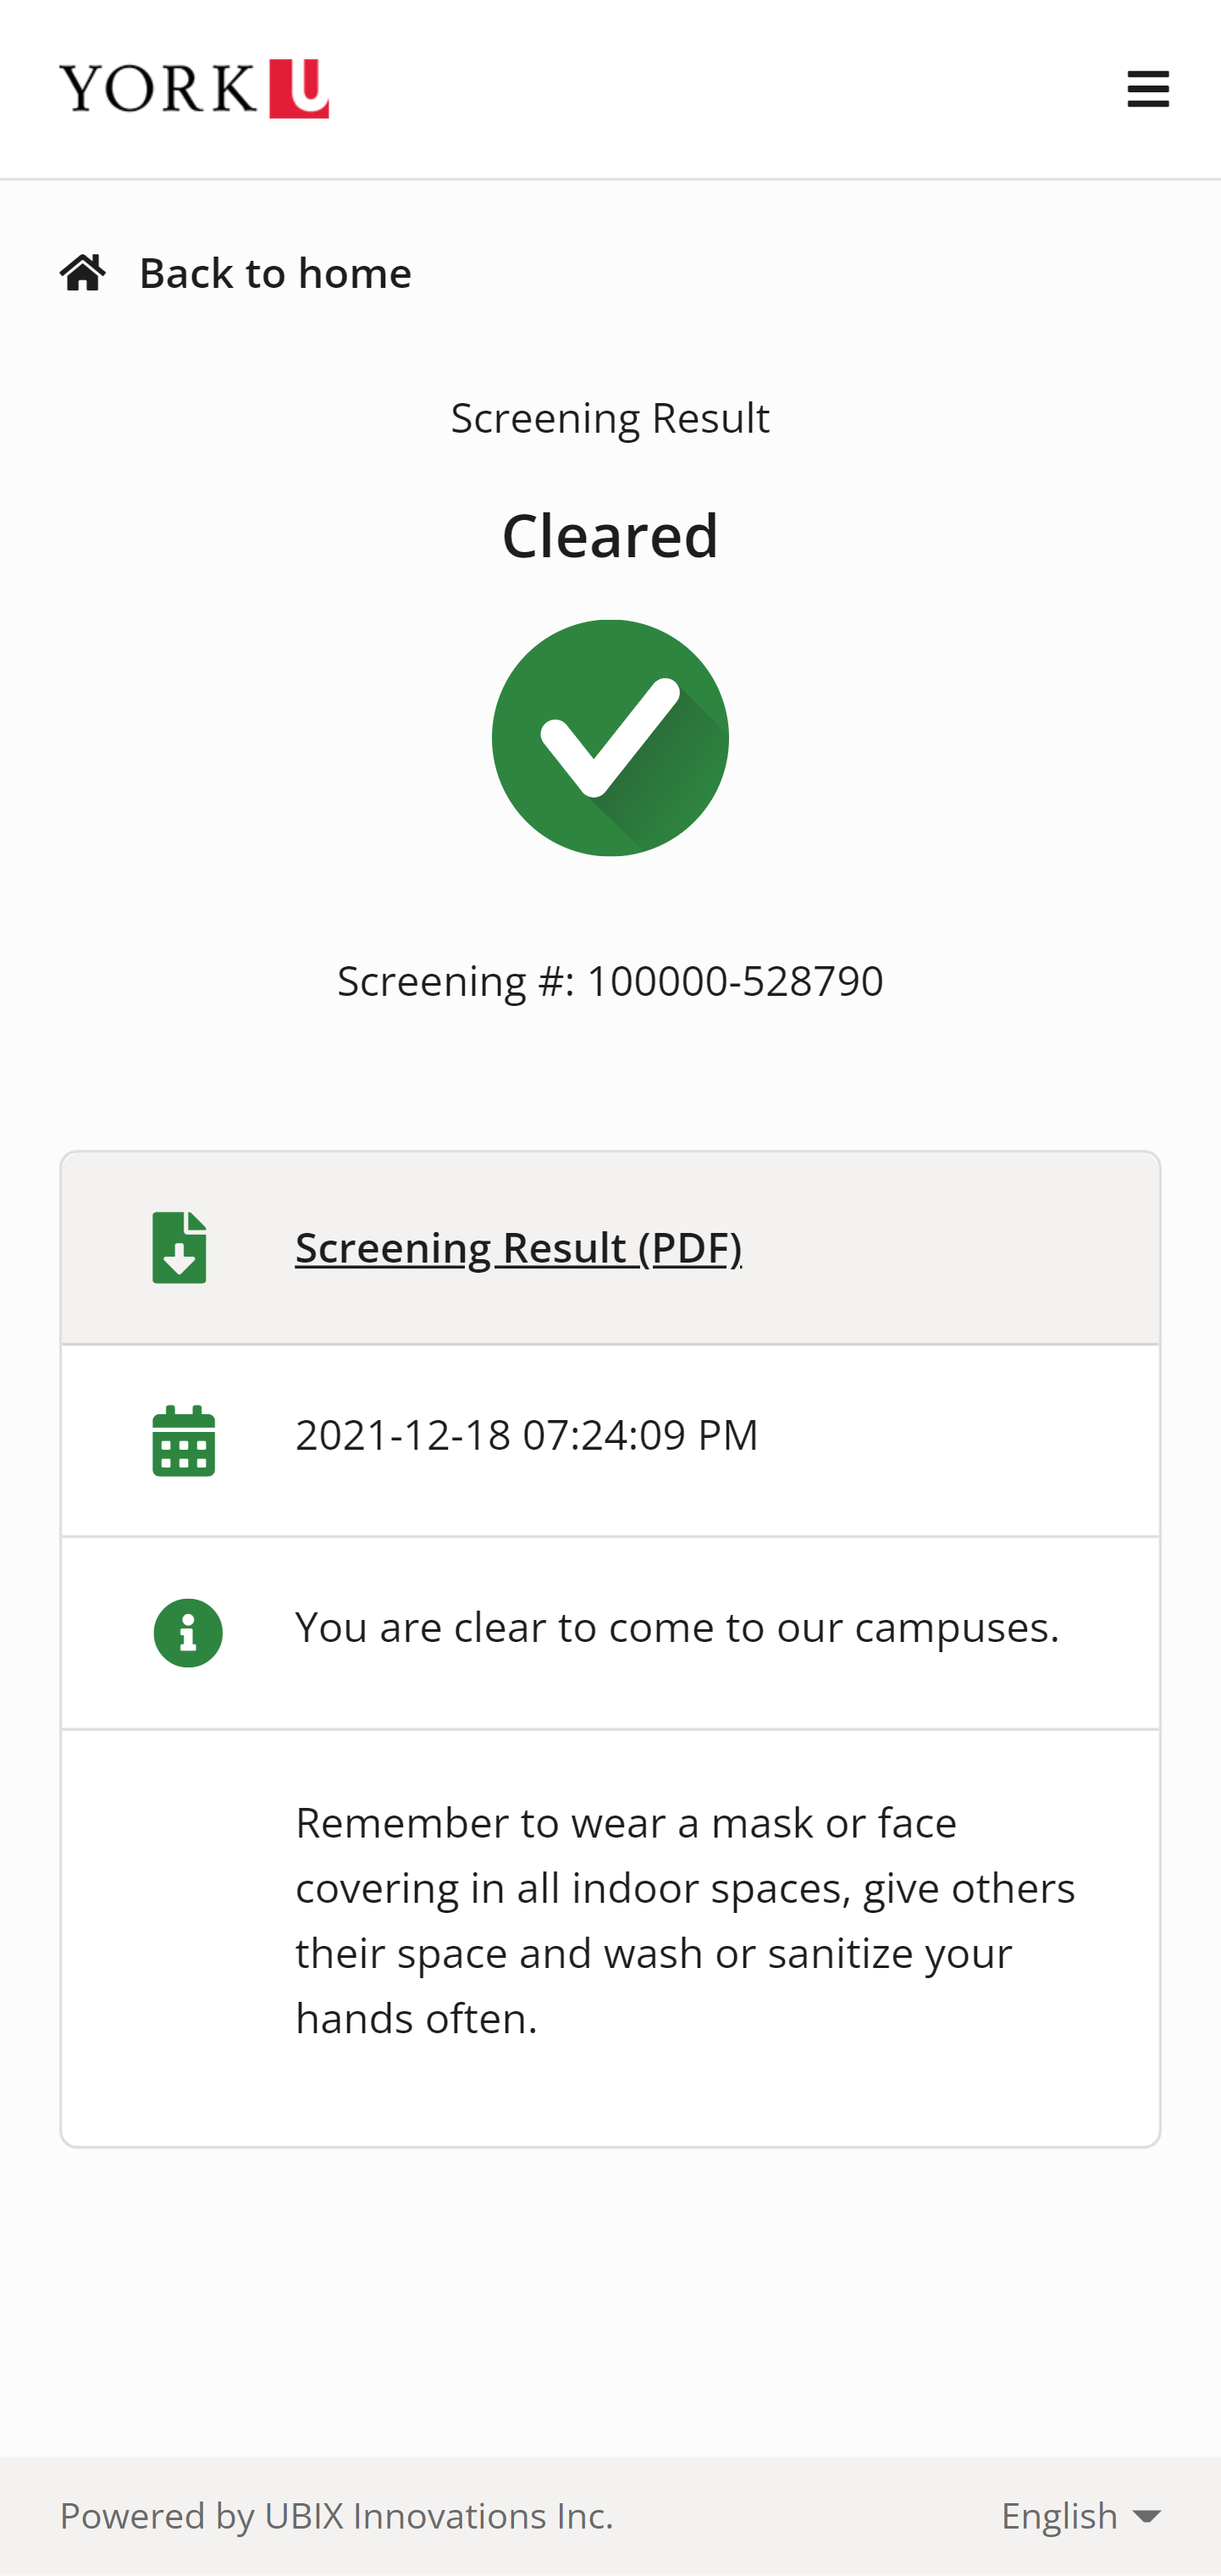 YORK U
Back to home
Screening Result
Cleared
Screening #: 100000-528790
Screening Result (PDF)
2021-12-18 07:24:09 PM
You are clear to come to our campuses.
Remember to wear a mask or face
covering in all indoor spaces, give others
their space and wash or sanitize your
hands often.
Powered by UBIX Innovations Inc.
English